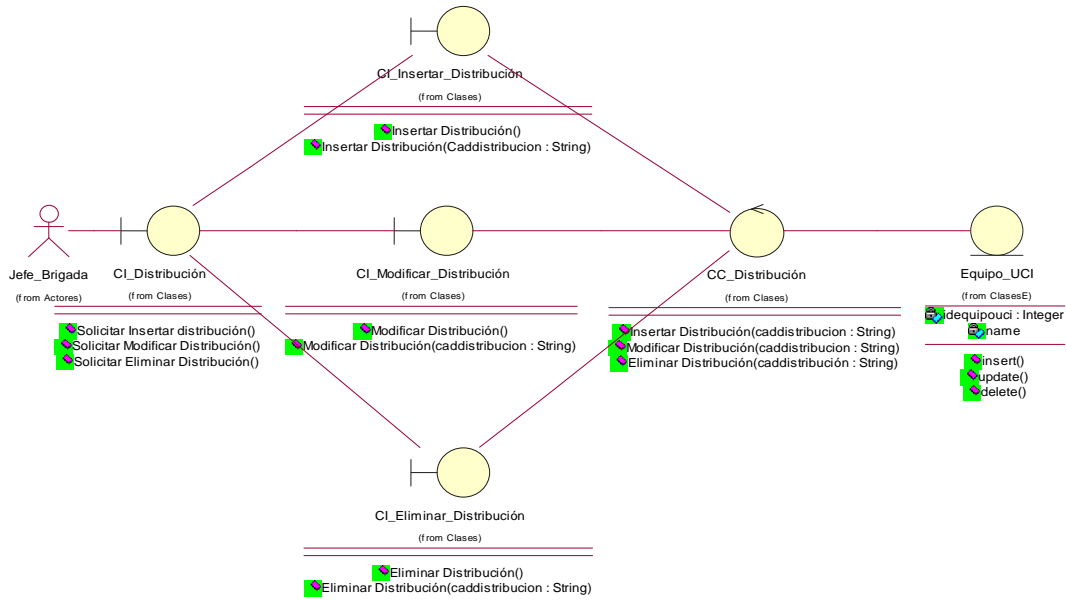 CI_Insertar_Distribución
(from Clases)
Insertar Distribución()
Insertar Distribución(Caddistribucion : String)
Jefe_Brigada
(from Actores)
CI_Distribución
(from Clases)
Solicitar Insertar distribución()
Solicitar Modificar Distribución()
Solicitar Eliminar Distribución()
CI_Modificar_Distribución
(from Clases)
Modificar Distribución()
Modificar Distribución(caddistribucion : String)
CC_Distribución
(from Clases)
Insertar Distribución(caddistribucion : String)
Modificar Distribución(caddistribucion : String)
Eliminar Distribución(caddistribución : String)
Equipo_UCI
(from ClasesE)
idequipouci : Integer
name
insert()
update()
delete()
CI_Eliminar_Distribución
(from Clases)
Eliminar Distribución()
Eliminar Distribución(caddistribucion : String)